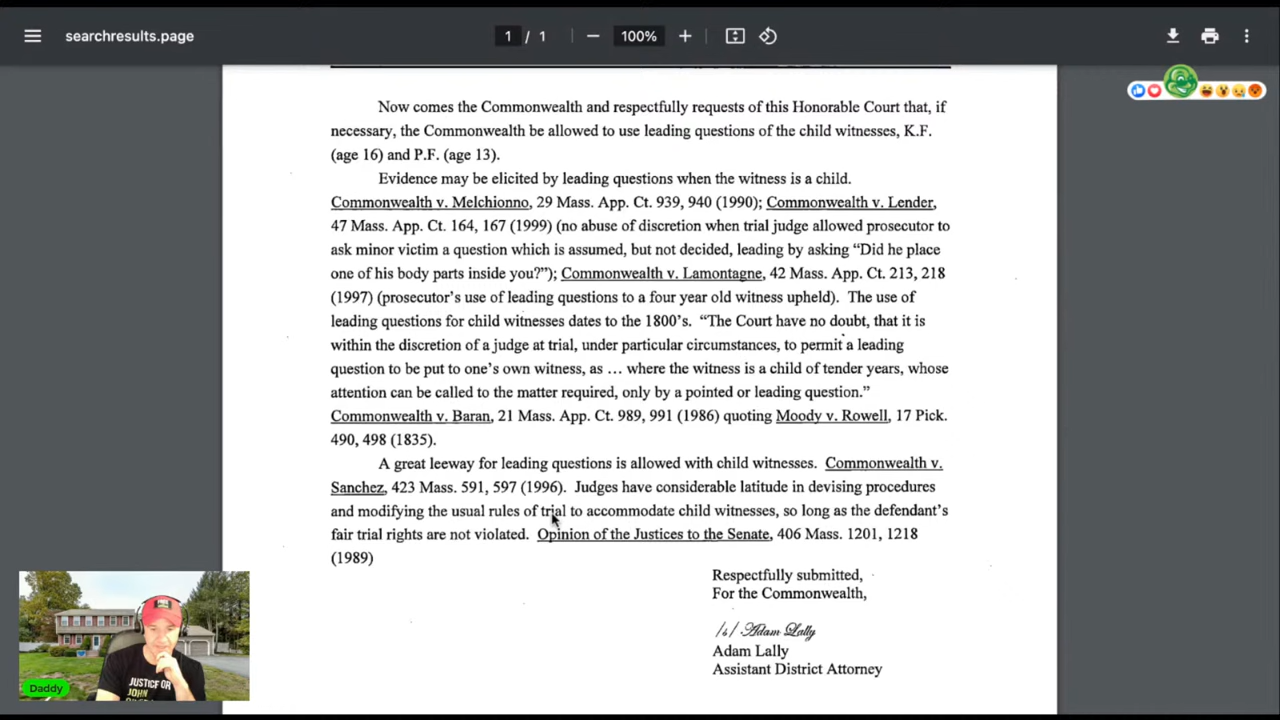 searchresults.page
1 / 1
100%
Now comes the Commonwealth and respectfully requests of this Honorable Court that, if
necessary, the Commonwealth be allowed to use leading questions of the child witnesses, K.F.
(age 16) and P.F. (age 13).
Evidence may be elicited by leading questions when the witness is a child.
Commonwealth v. Melchionno, 29 Mass. App. Ct. 939, 940 (1990); Commonwealth v. Lender,
47 Mass. App. Ct. 164, 167 (1999) (no abuse of discretion when trial judge allowed prosecutor to
ask minor victim a question which is assumed, but not decided, leading by asking “Did he place
one of his body parts inside you?”); Commonwealth v. Lamontagne, 42 Mass. App. Ct. 213, 218
(1997) (prosecutor’s use of leading questions to a four year old witness upheld). The use of
leading questions for child witnesses dates to the 1800’s. “The Court have no doubt, that it is
within the discretion of a judge at trial, under particular circumstances, to permit a leading
question to be put to one’s own witness, as … where the witness is a child of tender years, whose
attention can be called to the matter required, only by a pointed or leading question.”
Commonwealth v. Baran, 21 Mass. App. Ct. 989, 991 (1986) quoting Moody v. Rowell, 17 Pick.
490, 498 (1835).
A great leeway for leading questions is allowed with child witnesses. Commonwealth v.
Sanchez, 423 Mass. 591, 597 (1996). Judges have considerable latitude in devising procedures
and modifying the usual rules of trial to accommodate child witnesses, so long as the defendant’s
fair trial rights are not violated. Opinion of the Justices to the Senate, 406 Mass. 1201, 1218
(1989)
Respectfully submitted,
For the Commonwealth,
/s/ Adam Lally
Adam Lally
Assistant District Attorney
JUSTICE FOR
JOHN
Daddy